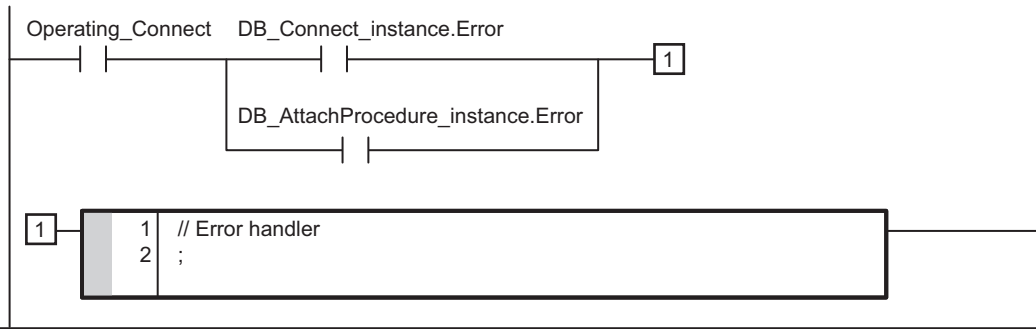 Operating_Connect DB_Connect_instance.Error
1
DB_AttachProcedure_instance.Error
1
1 // Error handler
2 ;